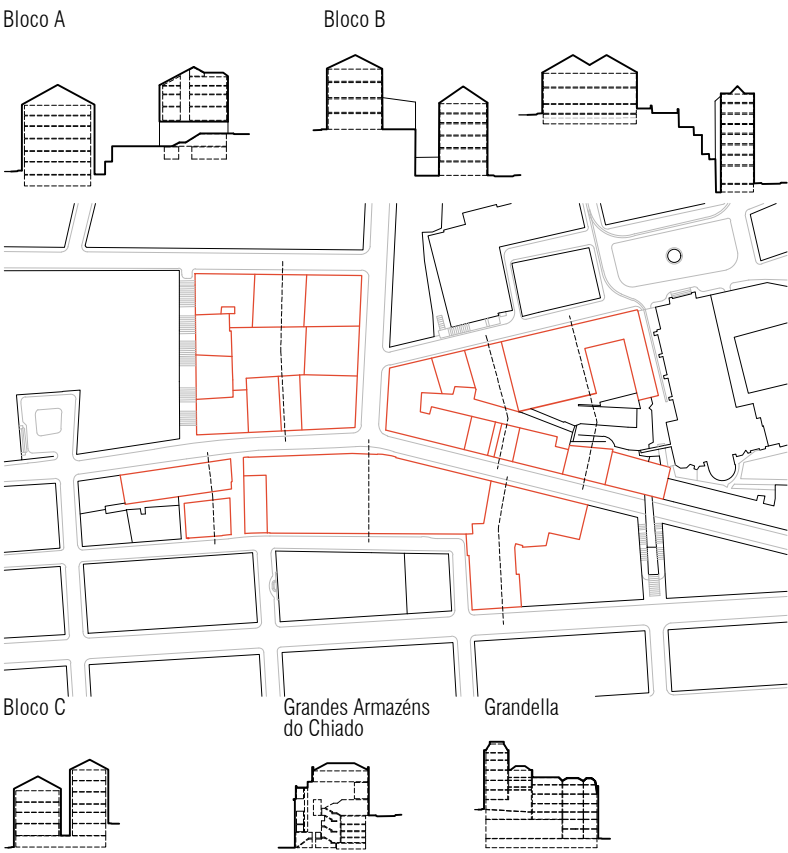 Bloco A
Bloco B
Bloco C
Grandes Armazéns
do Chiado
Grandella